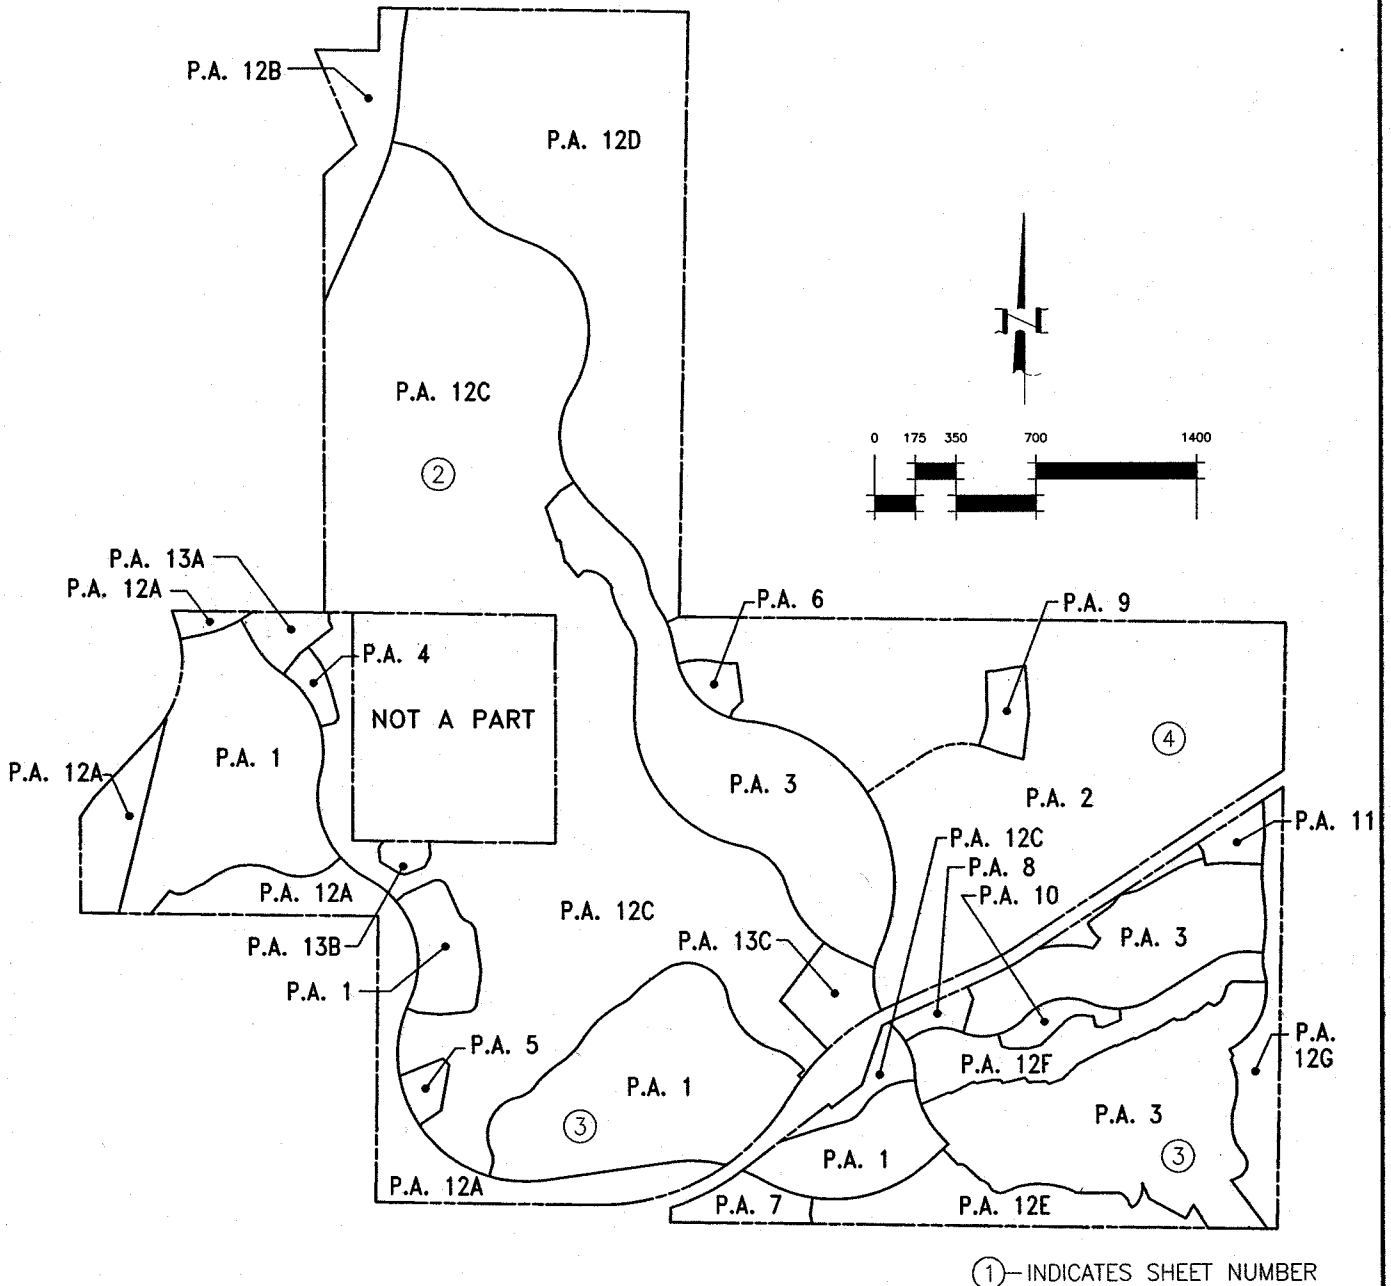 P.A. 12B
P.A. 12D
P.A. 12C
2
N
0 175 350 700 1400
P.A. 13A
P.A. 12A
P.A. 6
P.A. 9
P.A. 4
NOT A PART
4
P.A. 1
P.A. 12A
P.A. 3
P.A. 2
P.A. 11
P.A. 12C
P.A. 8
P.A. 10
P.A. 12A
P.A. 12C
P.A. 13B
P.A. 13C
P.A. 3
P.A. 1
P.A. 5
P.A. 12F
P.A.
12G
P.A. 1
3
P.A. 3
3
P.A. 1
P.A. 12A
P.A. 7
P.A. 12E
1 — INDICATES SHEET NUMBER